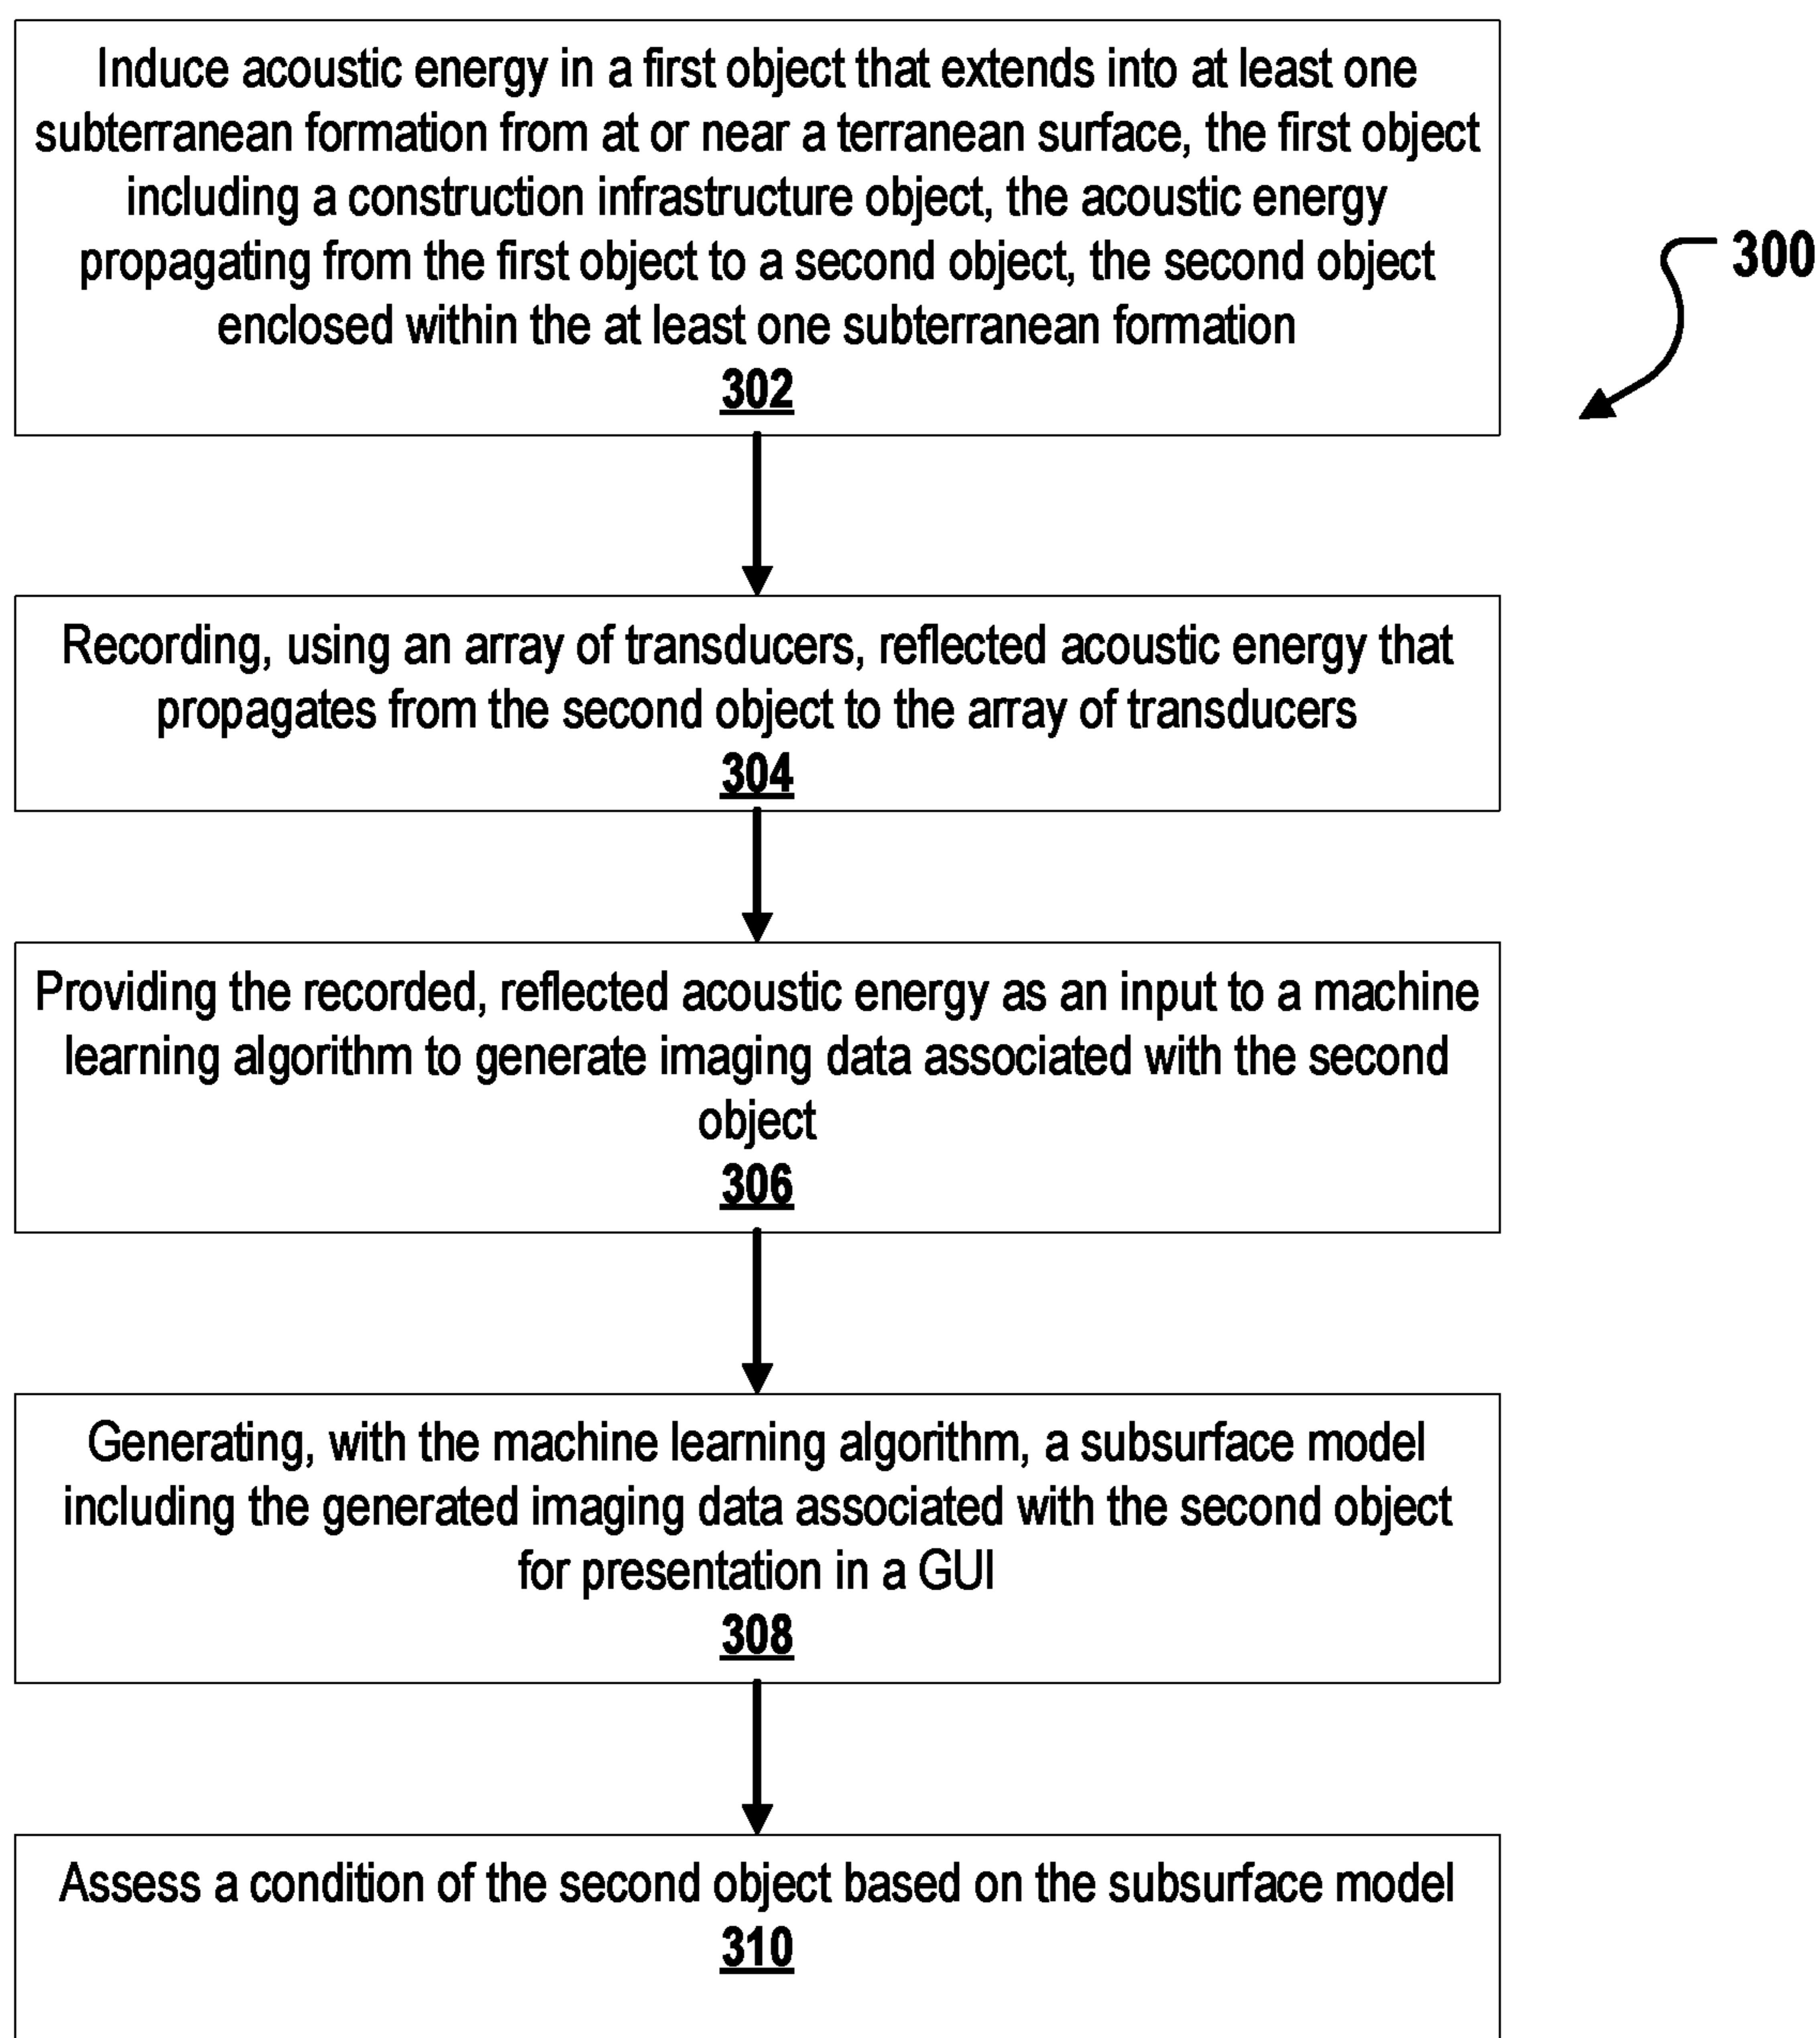 Induce acoustic energy in a first object that extends into at least one
subterranean formation from at or near a terranean surface, the first object
including a construction infrastructure object, the acoustic energy
propagating from the first object to a second object, the second object
enclosed within the at least one subterranean formation
302
300
Recording, using an array of transducers, reflected acoustic energy that
propagates from the second object to the array of transducers
304
Providing the recorded, reflected acoustic energy as an input to a machine
learning algorithm to generate imaging data associated with the second
object
306
Generating, with the machine learning algorithm, a subsurface model
including the generated imaging data associated with the second object
for presentation in a GUI
308
Assess a condition of the second object based on the subsurface model
310